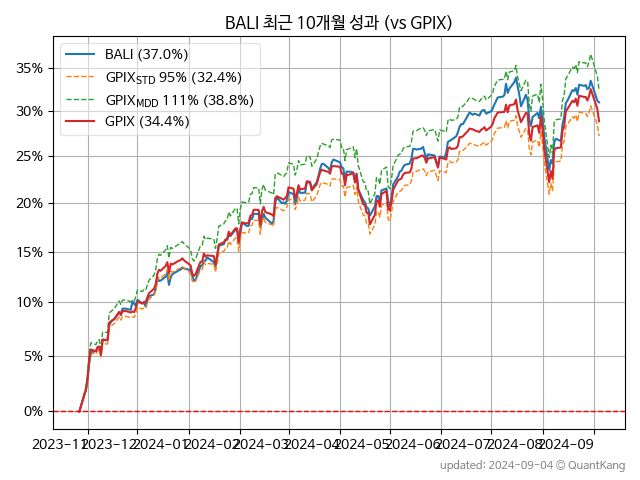 BALI 최근 10개월 성과 (vs GPIX)
BALI (37.0%)
GPIX_STD 95% (32.4%)
GPIX_MDD 111% (38.8%)
GPIX (34.4%)
35%
30%
25%
20%
15%
10%
5%
0%
2023-11 2023-12 2024-01 2024-02 2024-03 2024-04 2024-05 2024-06 2024-07 2024-08 2024-09
updated: 2024-09-04 © QuantKang